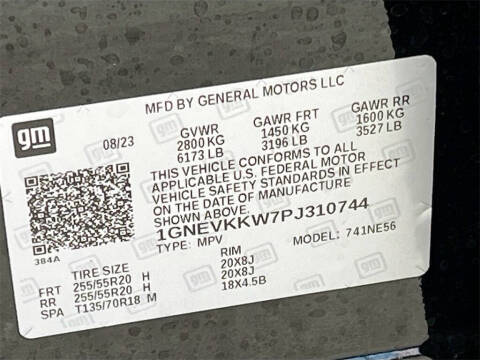 MFD BY GENERAL MOTORS LLC
gm
08/23
GVWR GAWR FRT GAWR RR
2800 KG 1450 KG 1600 KG
6173 LB 3196 LB 3527 LB
THIS VEHICLE CONFORMS TO ALL
APPLICABLE U.S. FEDERAL MOTOR
VEHICLE SAFETY STANDARDS IN EFFECT
ON THE DATE OF MANUFACTURE
SHOWN ABOVE.
1GNEVKKW7PJ310744
TYPE: MPV MODEL: 741NE56
384A
TIRE SIZE RIM
FRT 255/55R20 H 20X8J
RR 255/55R20 H 20X8J
SPA T135/70R18 M 18X4.5B